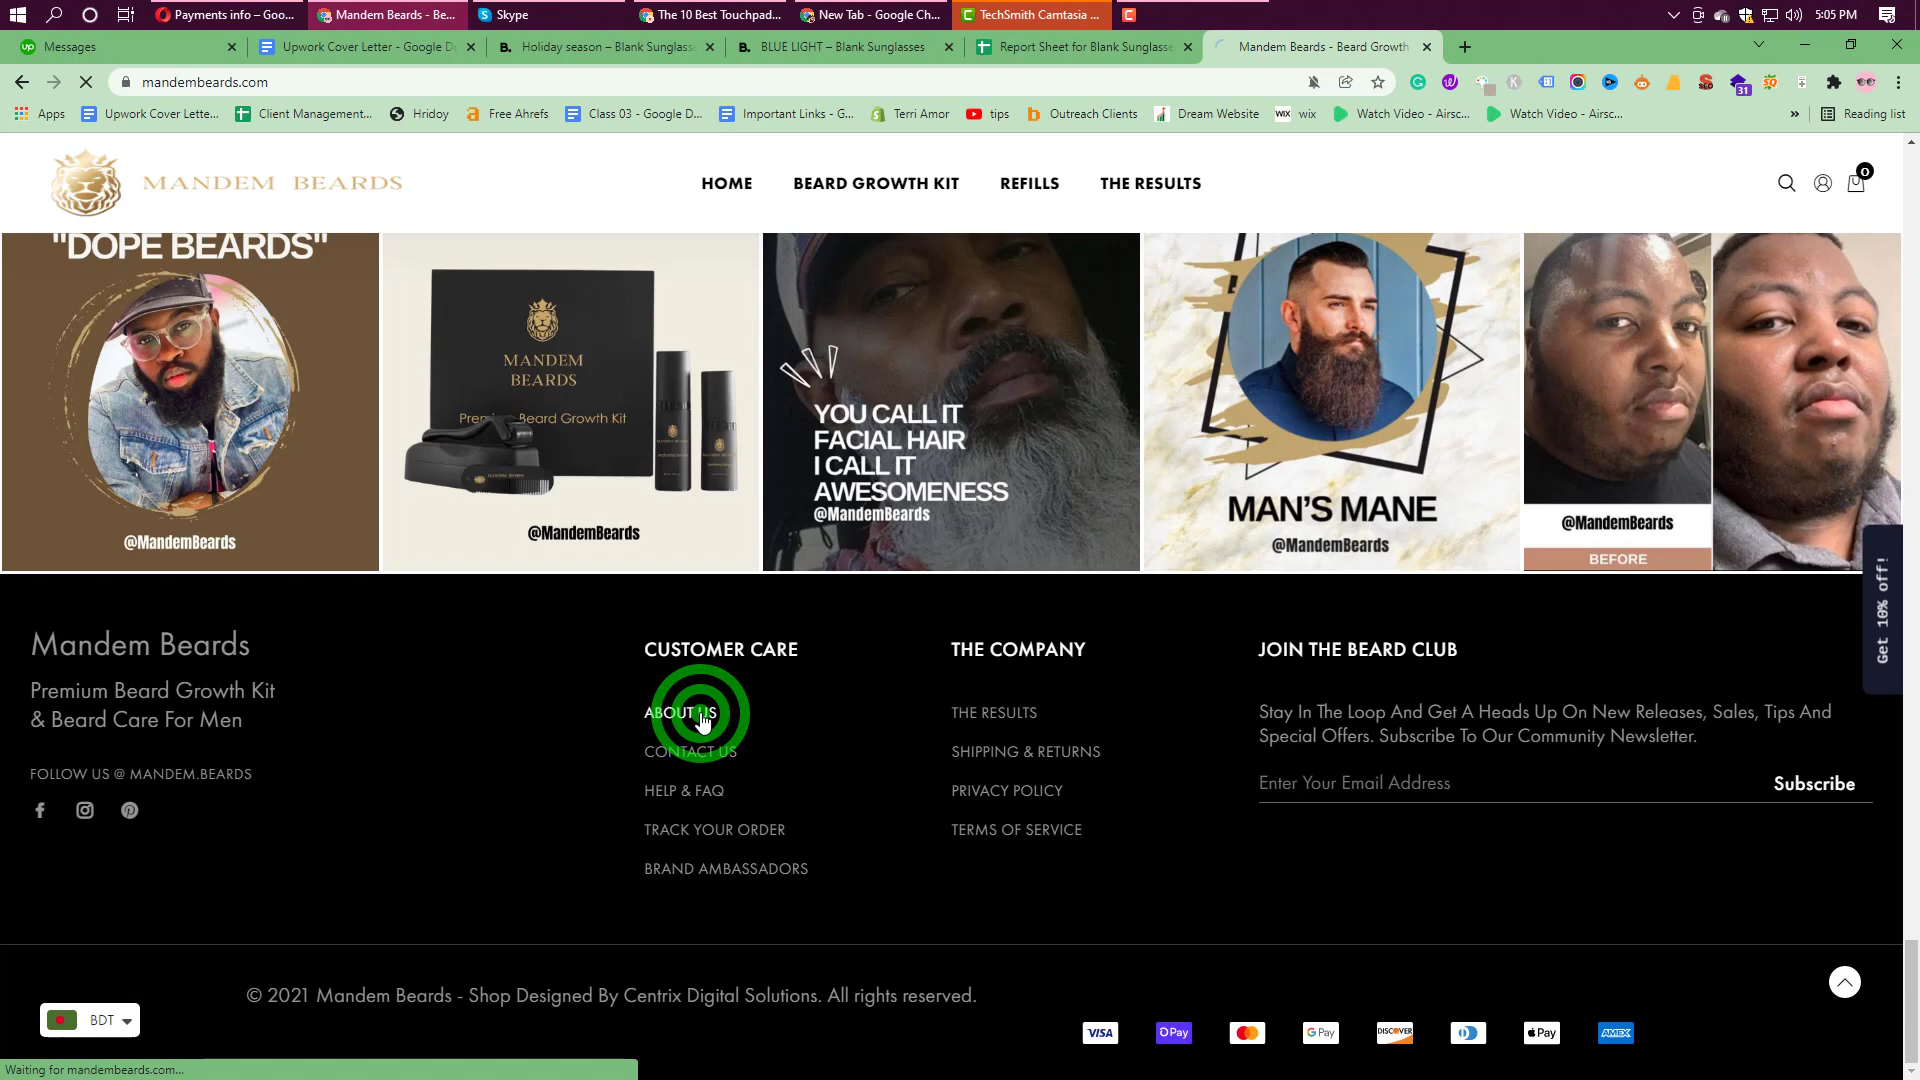 Payments info – Goo...
Mandem Beards - Be...
Skype
The 10 Best Touchpad...
New Tab - Google Ch...
TechSmith Camtasia ...
5:05 PM
Messages
Upwork Cover Letter - Google D
Holiday season – Blank Sunglass
BLUE LIGHT – Blank Sunglasses
Report Sheet for Blank Sunglasse
Mandem Beards - Beard Growth
mandembeards.com
31
Apps
Upwork Cover Lette...
Client Management...
Hridoy
Free Ahrefs
Class 03 - Google D...
Important Links - G...
Terri Amor
tips
Outreach Clients
Dream Website
wix
Watch Video - Airsc...
Watch Video - Airsc...
Reading list
MANDEM BEARDS
HOME
BEARD GROWTH KIT
REFILLS
THE RESULTS
0
"DOPE BEARDS"
@MandemBeards
MANDEM
BEARDS
Premium Beard Growth Kit
@MandemBeards
YOU CALL IT
FACIAL HAIR
I CALL IT
AWESOMENESS
@MandemBeards
MAN'S MANE
@MandemBeards
@MandemBeards
BEFORE
Get 10% off!
Mandem Beards
Premium Beard Growth Kit
& Beard Care For Men
FOLLOW US @ MANDEM.BEARDS
CUSTOMER CARE
ABOUT US
CONTACT US
HELP & FAQ
TRACK YOUR ORDER
BRAND AMBASSADORS
THE COMPANY
THE RESULTS
SHIPPING & RETURNS
PRIVACY POLICY
TERMS OF SERVICE
JOIN THE BEARD CLUB
Stay In The Loop And Get A Heads Up On New Releases, Sales, Tips And
Special Offers. Subscribe To Our Community Newsletter.
Enter Your Email Address
Subscribe
© 2021 Mandem Beards - Shop Designed By Centrix Digital Solutions. All rights reserved.
BDT
VISA
Pay
G Pay
DISCOVER
Pay
AMEX
Waiting for mandembeards.com...